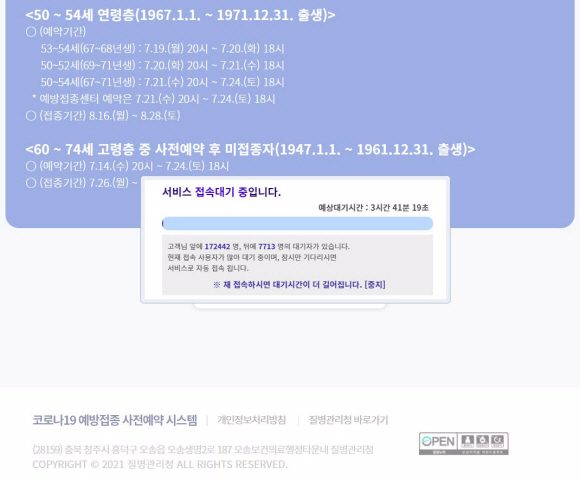 <50 ~ 54세 연령층(1967.1.1. ~ 1971.12.31. 출생)>
○ (예약기간)
53~54세(67~68년생) : 7.19.(월) 20시 ~ 7.20.(화) 18시
50~52세(69~71년생) : 7.20.(화) 20시 ~ 7.21.(수) 18시
50~54세(67~71년생) : 7.21.(수) 20시 ~ 7.24.(토) 18시
* 예방접종센터 예약은 7.21.(수) 20시 ~ 7.24.(토) 18시
○ (접종기간) 8.16.(월) ~ 8.28.(토)
<60 ~ 74세 고령층 중 사전예약 후 미접종자(1947.1.1. ~ 1961.12.31. 출생)>
○ (예약기간) 7.14.(수) 20시 ~ 7.24.(토) 18시
○ (접종기간) 7.26.(월) ~
서비스 접속대기 중입니다.
예상대기시간 : 3시간 41분 19초
고객님 앞에 172442 명, 뒤에 7713 명의 대기자가 있습니다.
현재 접속 사용자가 많아 대기 중이며, 잠시만 기다리시면
서비스로 자동 접속 됩니다.
※ 재 접속하시면 대기시간이 더 길어집니다. [중지]
코로나19 예방접종 사전예약 시스템 | 개인정보처리방침 | 질병관리청 바로가기
(28159) 충북 청주시 흥덕구 오송읍 오송생명2로 187 오송보건의료행정타운내 질병관리청
COPYRIGHT © 2021 질병관리청 ALL RIGHTS RESERVED.
OPEN